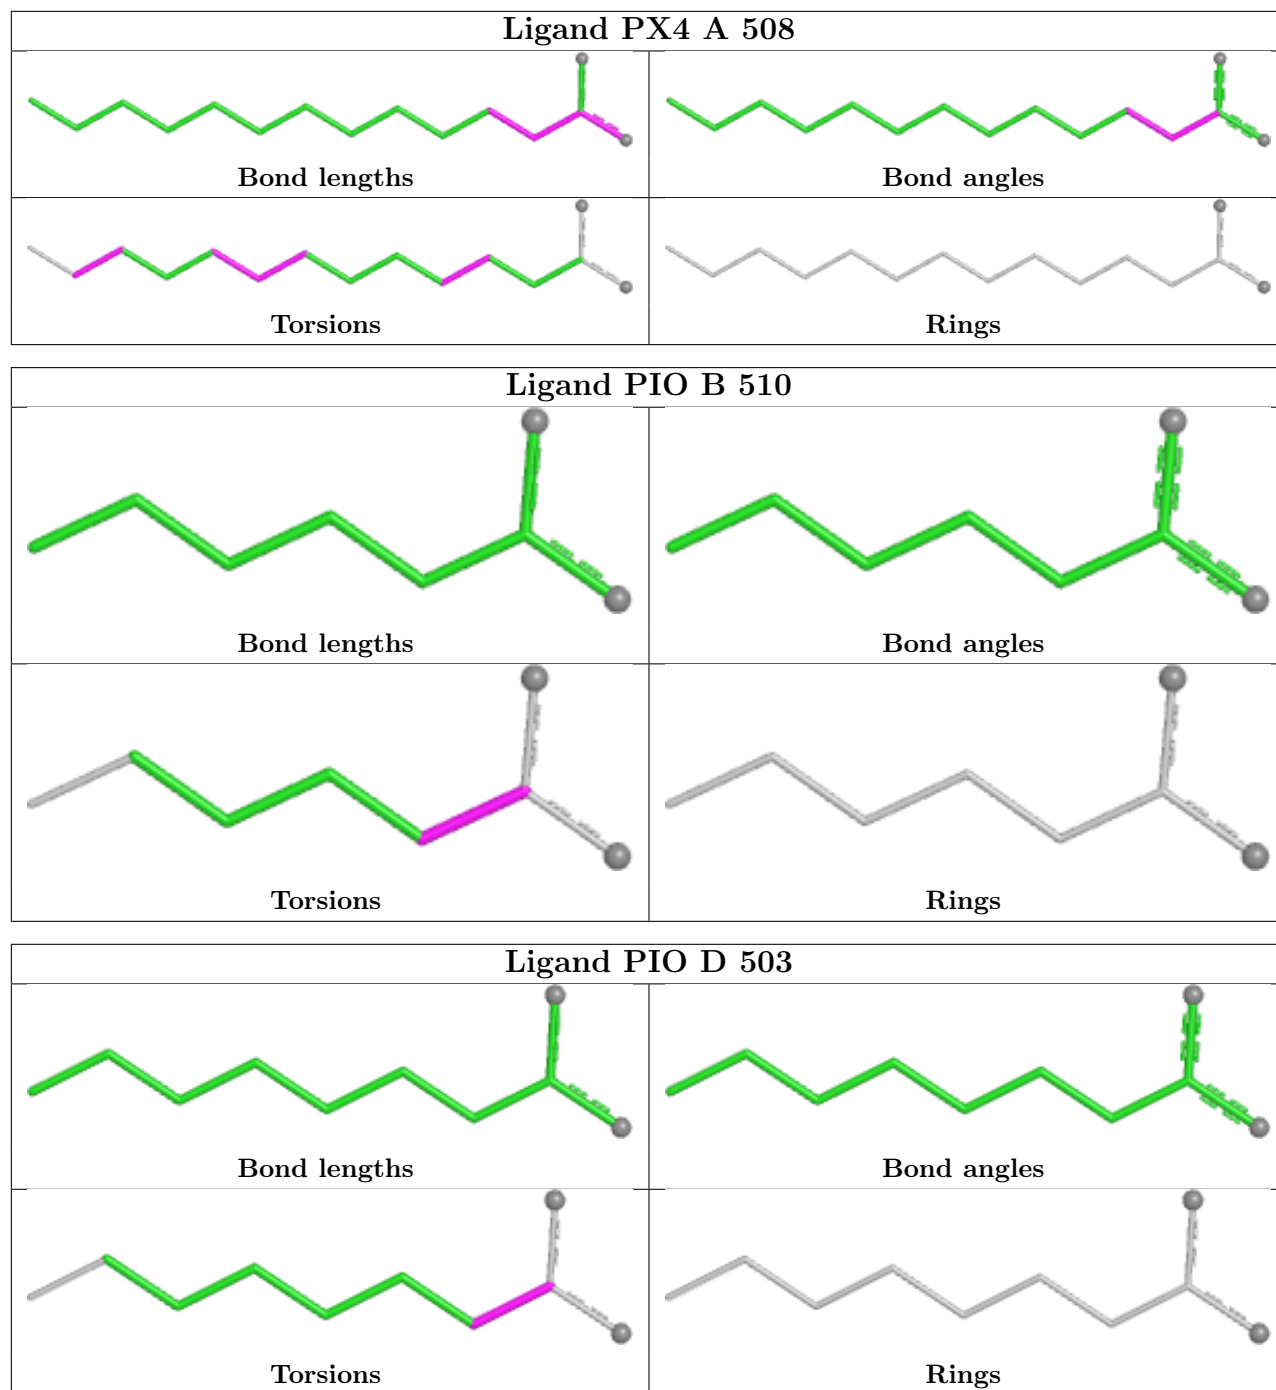 Ligand PX4 A 508
Bond lengths
Bond angles
Torsions
Rings
Ligand PIO B 510
Bond lengths
Bond angles
Torsions
Rings
Ligand PIO D 503
Bond lengths
Bond angles
Torsions
Rings